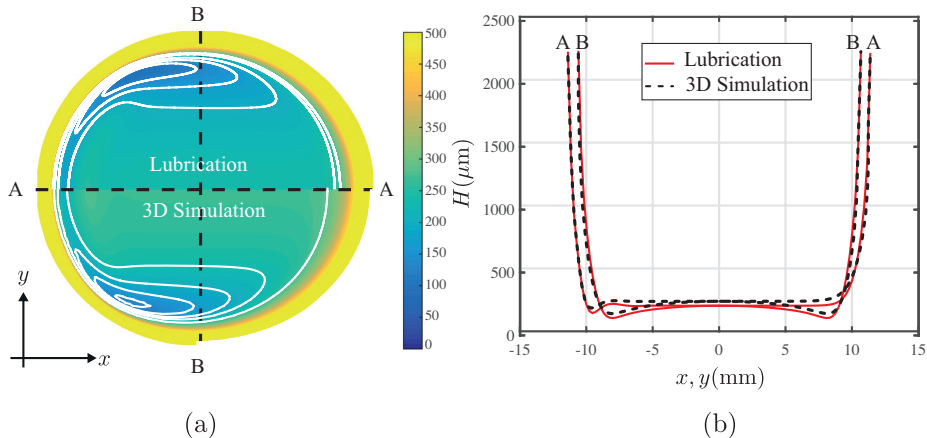 B
A
Lubrication
A
3D Simulation
B
y
x
500
450
400
350
300
250
200
150
100
50
0
(a)
2500
2000
1500
1000
500
0
H(μm)
A B
B A
Lubrication
3D Simulation
-15 -10 -5 0 5 10 15
x, y(mm)
(b)